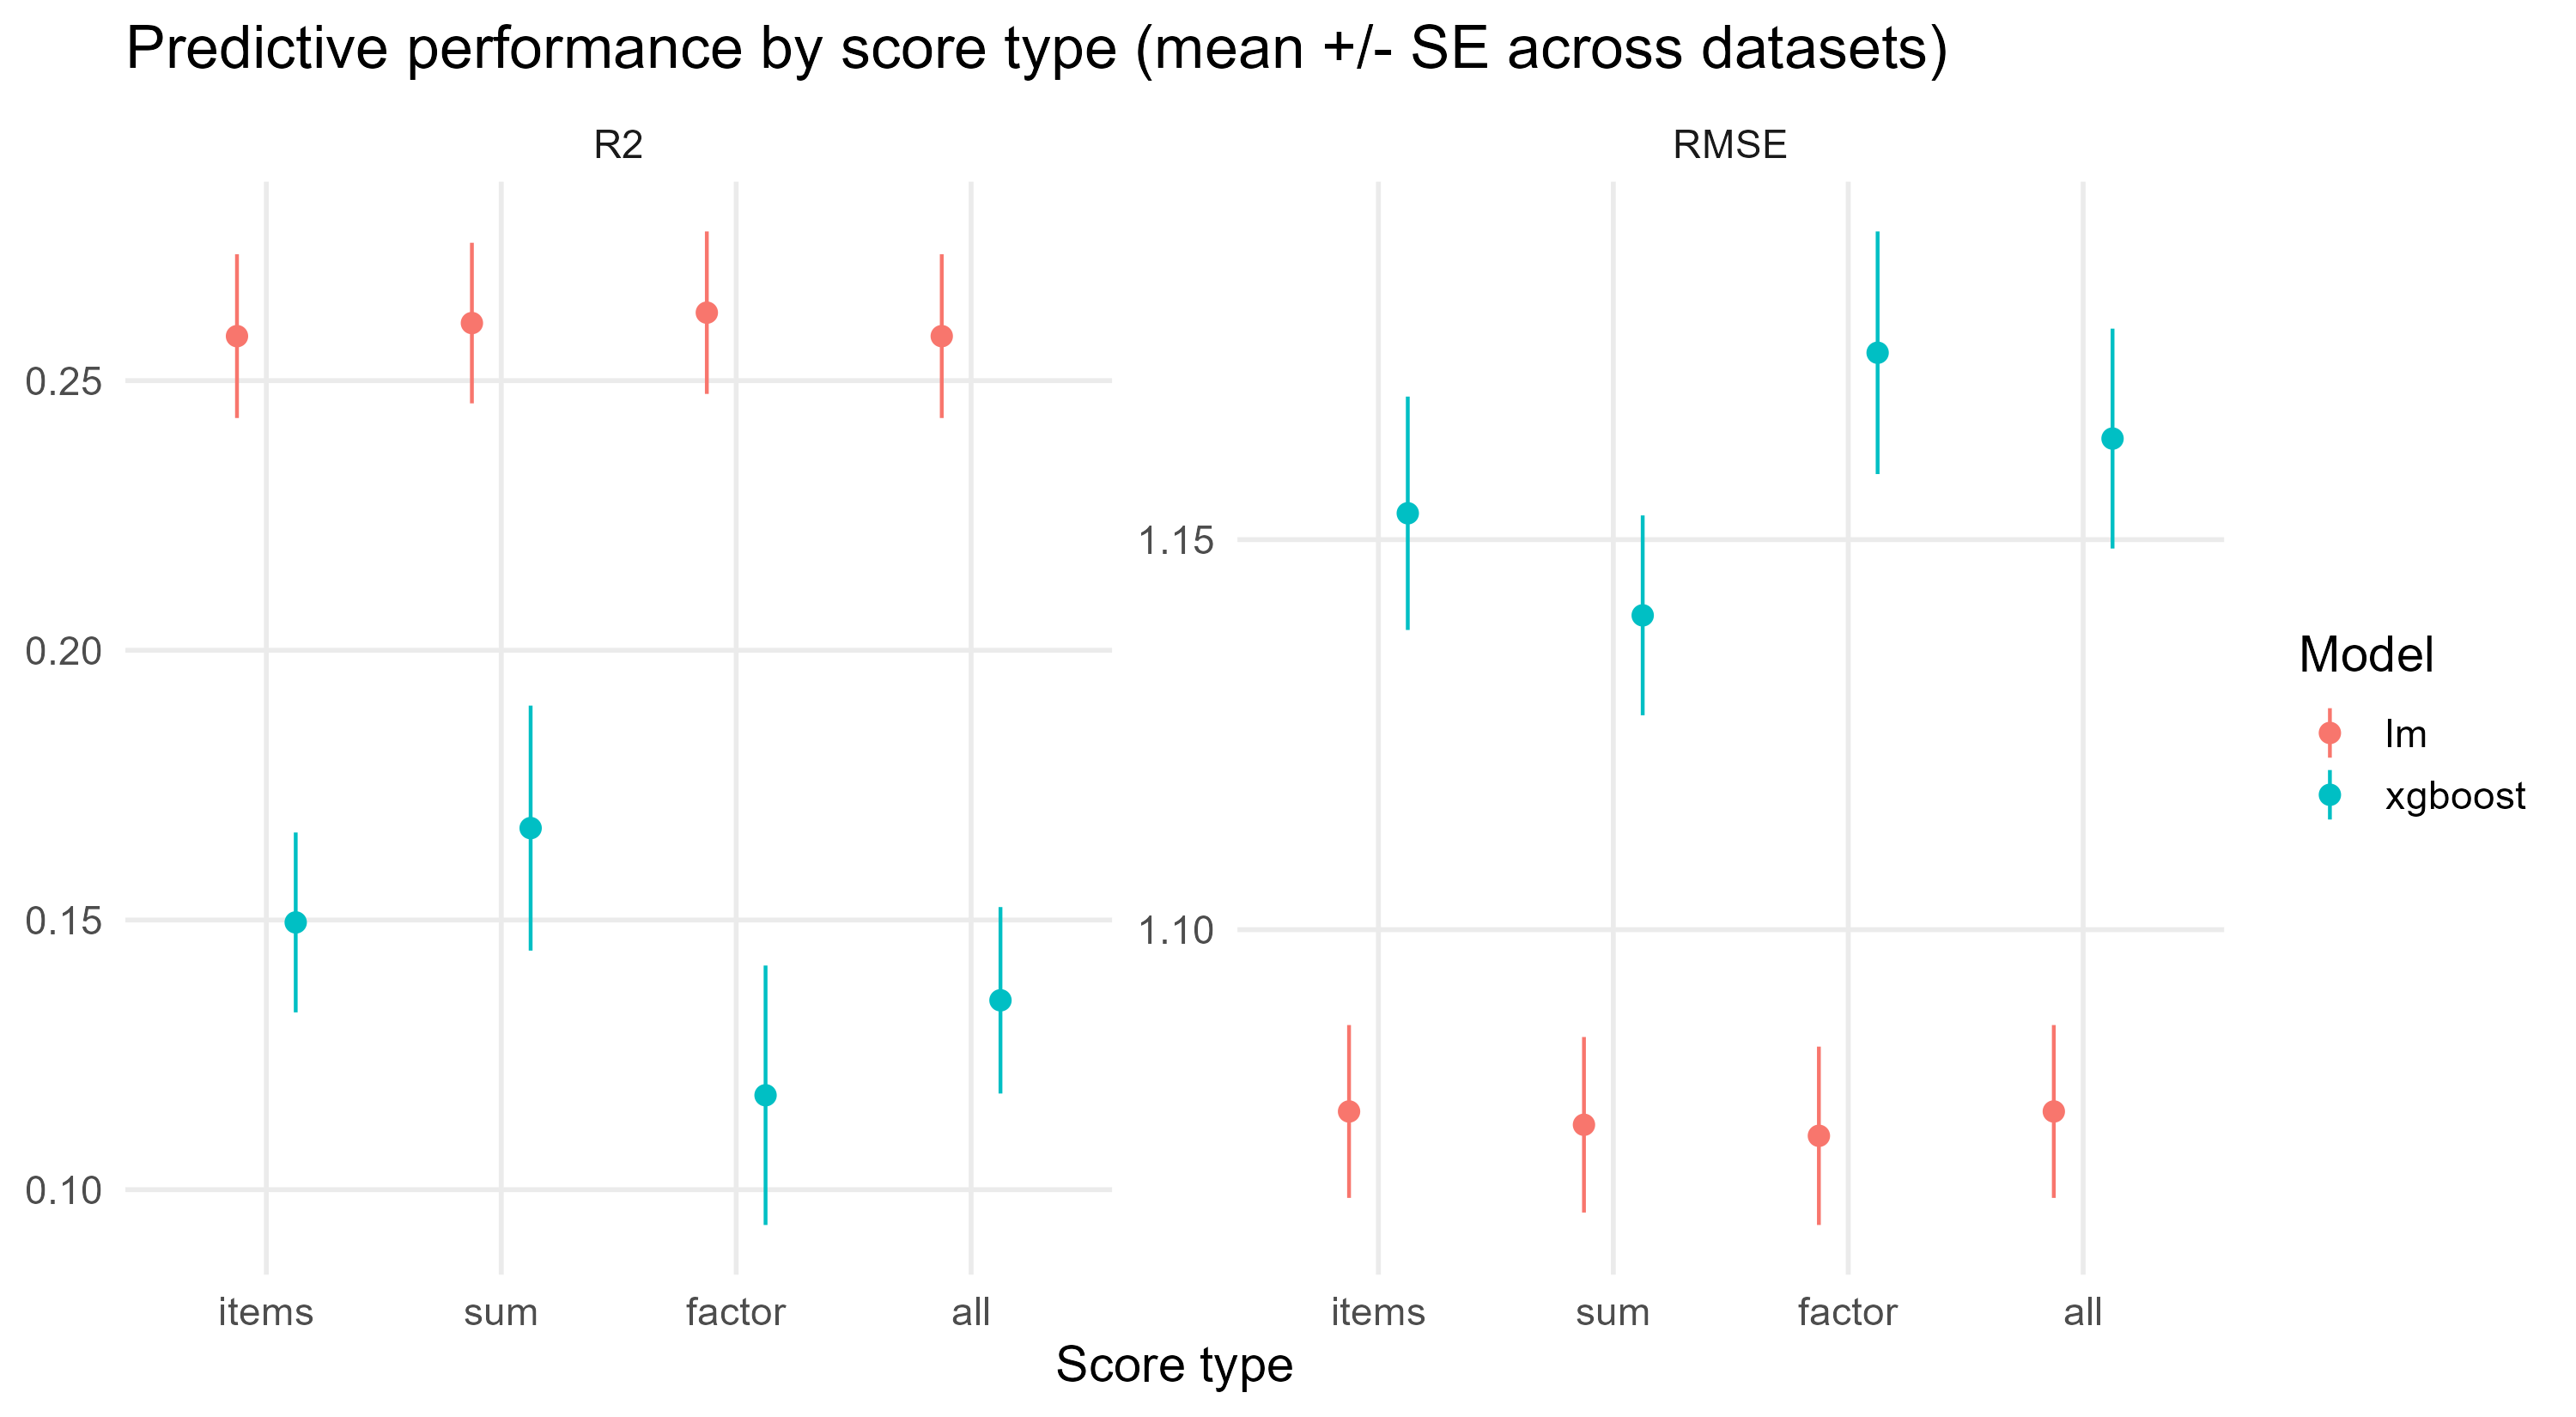 Predictive performance by score type (mean +/- SE across datasets)
R2
RMSE
0.25
0.20
0.15
0.10
1.15
1.10
items sum factor all
items sum factor all
Score type
Model
lm
xgboost